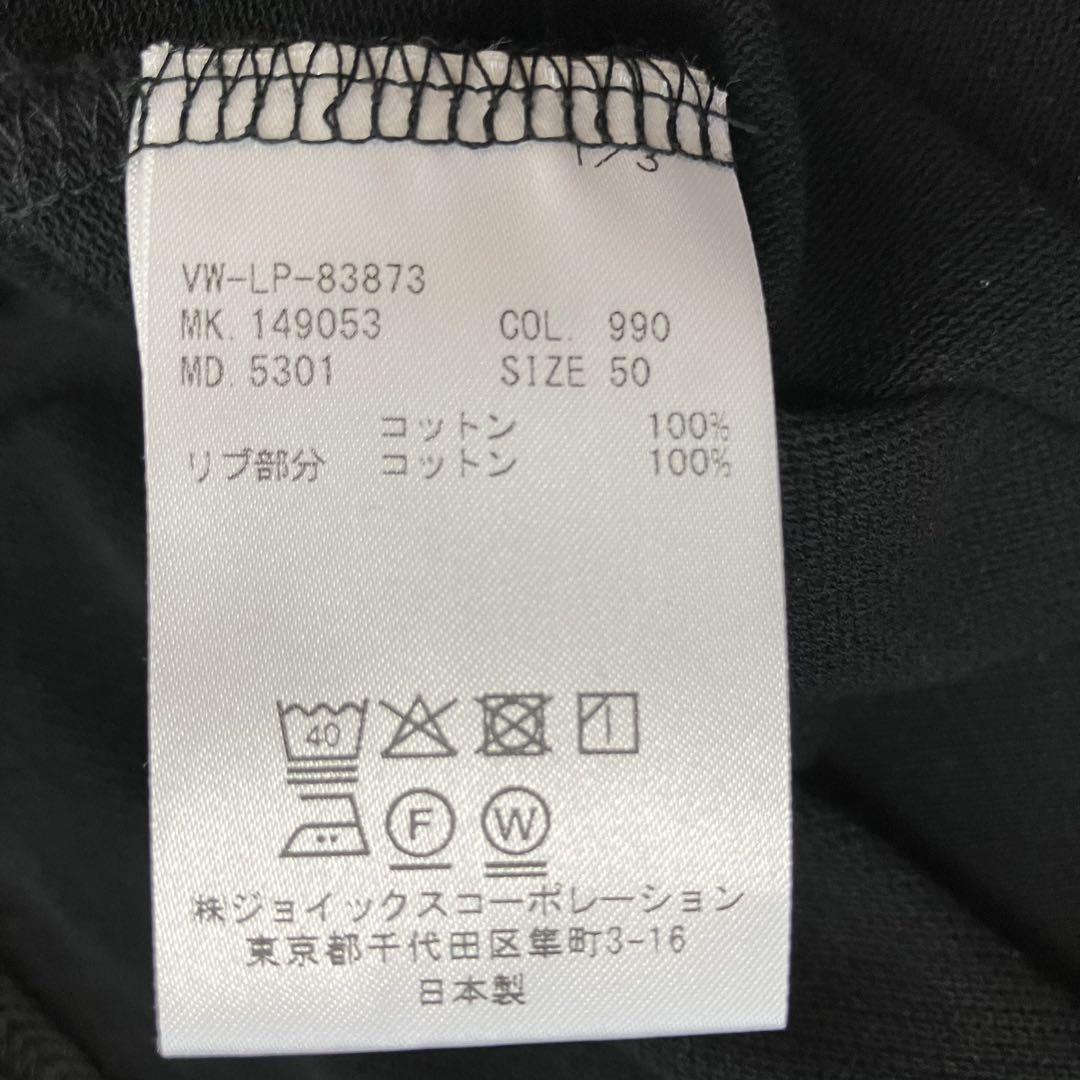 1/3
VW-LP-83873
MK. 149053 COL. 990
MD. 5301 SIZE 50
コットン 100%
リブ部分 コットン 100%
40
F W
株ジョイックスコーポレーション
東京都千代田区隼町3-16
日本製